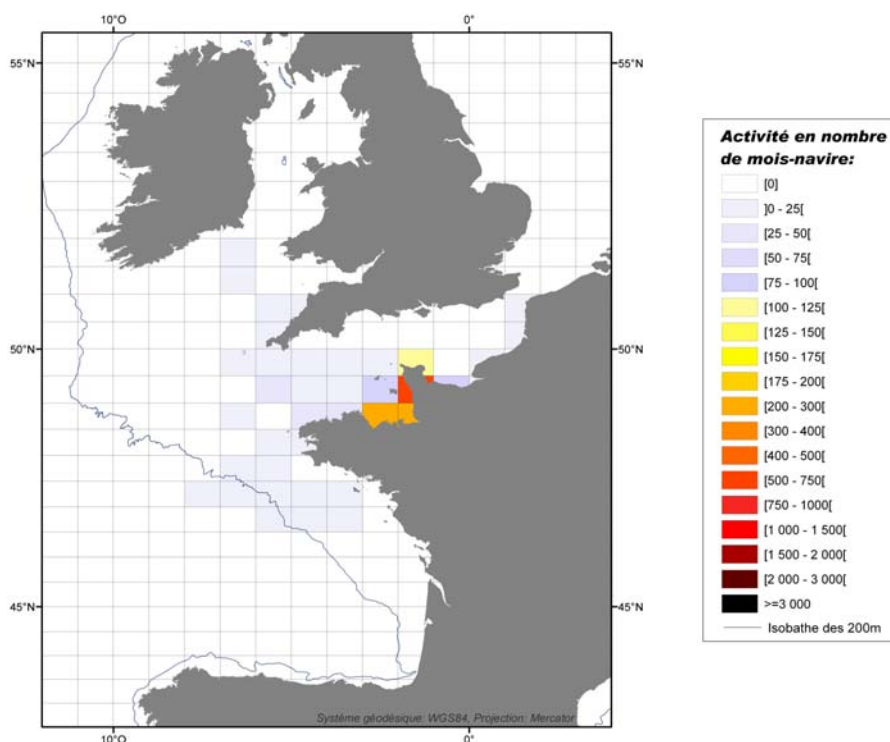 10°O 0°
55°N 55°N
50°N 50°N
45°N 45°N
Système géodésique: WGS84, Projection: Mercator
10°O 0°
Activité en nombre
de mois-navire:
[0]
]0 - 25[
[25 - 50[
[50 - 75[
[75 - 100[
[100 - 125[
[125 - 150[
[150 - 175[
[175 - 200[
[200 - 300[
[300 - 400[
[400 - 500[
[500 - 750[
[750 - 1000[
[1 000 - 1 500[
[1 500 - 2 000[
[2 000 - 3 000[
>=3 000
Isobathe des 200m